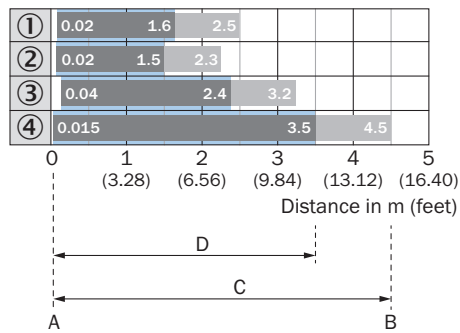 ① 0.02 1.6 2.5
② 0.02 1.5 2.3
③ 0.04 2.4 3.2
④ 0.015 3.5 4.5
0 1 2 3 4 5
(3.28) (6.56) (9.84) (13.12) (16.40)
Distance in m (feet)
D
C
A B